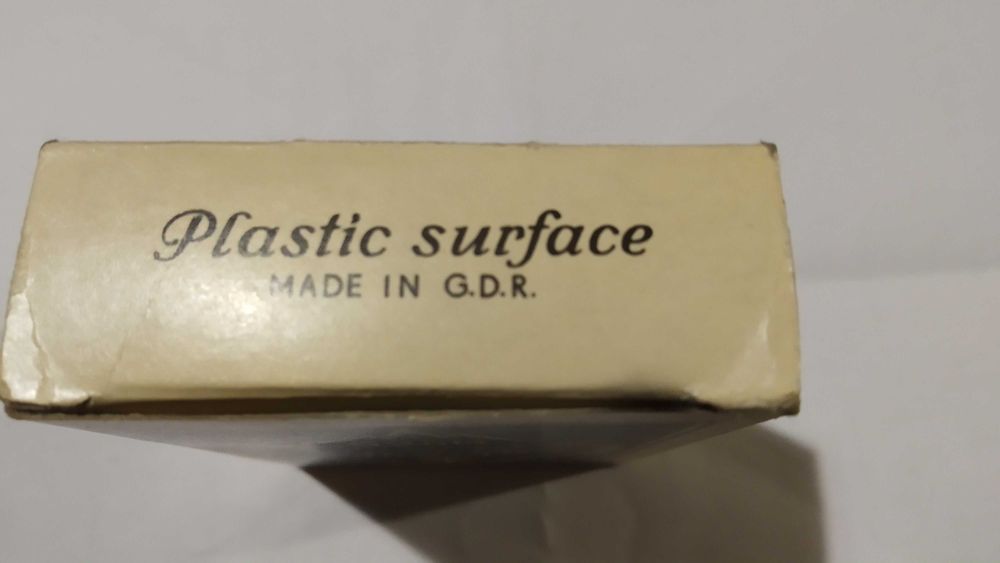 Plastic surface
MADE IN G.D.R.